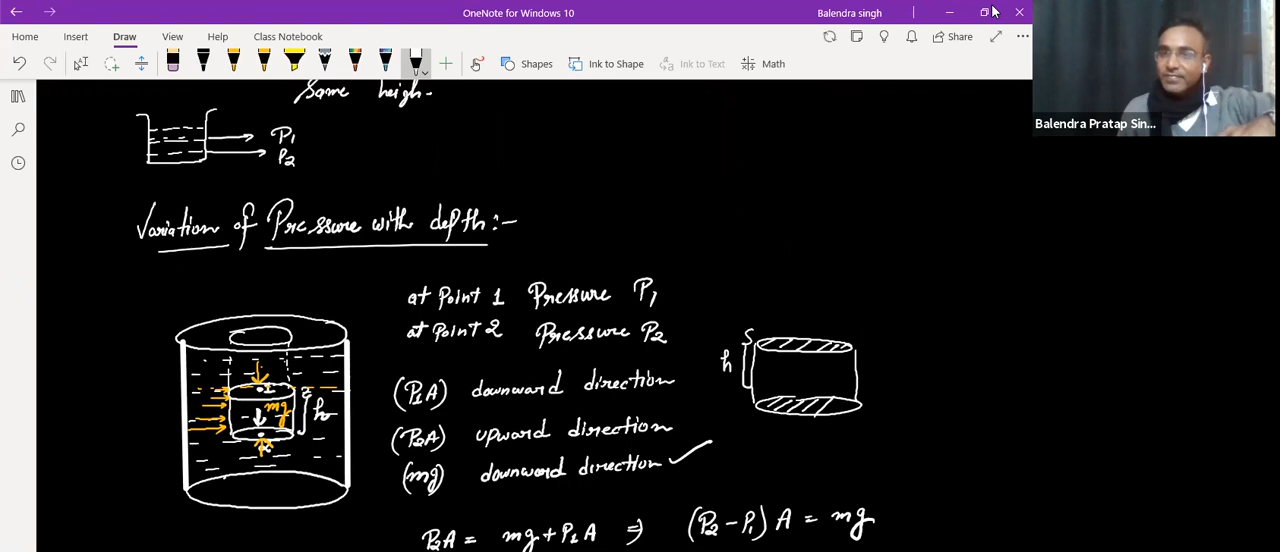 OneNote for Windows 10
Balendra singh
Home Insert Draw View Help Class Notebook
Share
Shapes Ink to Shape Ink to Text Math
Balendra Pratap Sin...
Same heigh-
P1
P2
Variation of Pressure with depth:-
at Point 1 Pressure P1
at Point 2 Pressure P2
(P1A) downward direction
(P2A) upward direction
(mg) downward direction ✓
1
mg
h
h
P2A = mg + P1A ⇒ (P2 - P1) A = mg